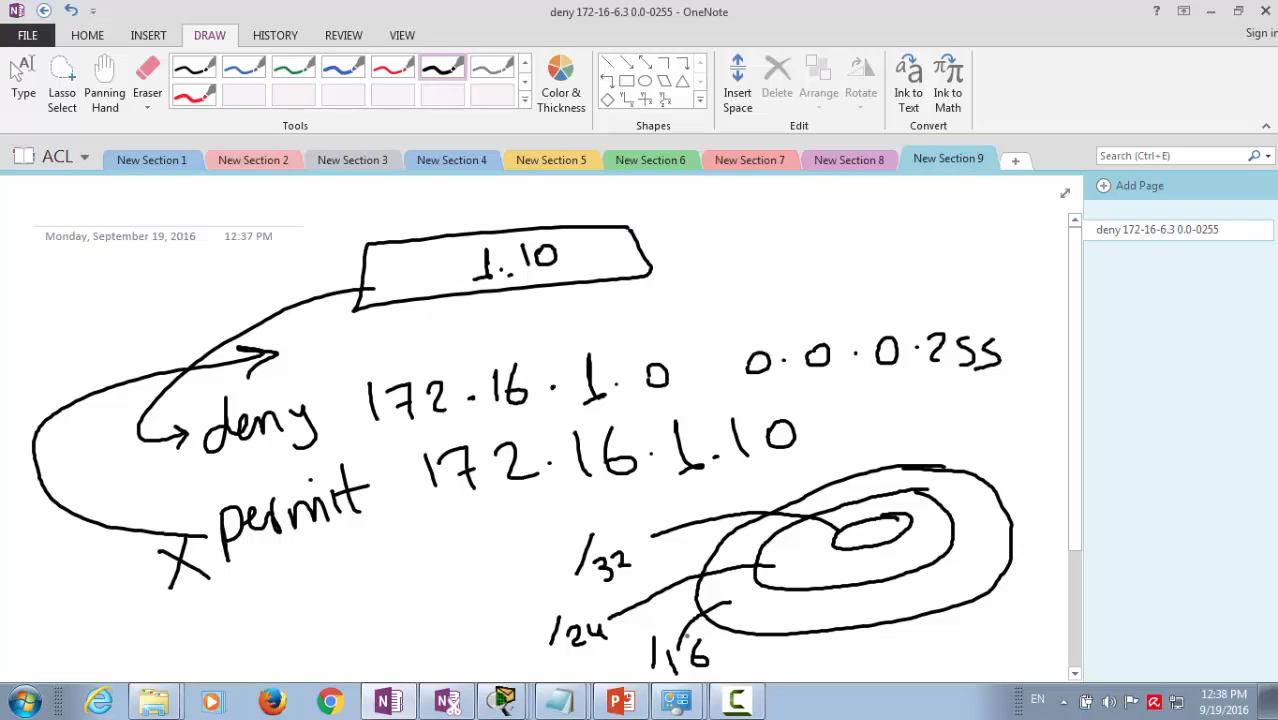 deny 172-16-6.3 0.0-0255 - OneNote
Sign in
FILE HOME INSERT DRAW HISTORY REVIEW VIEW
Type
Lasso Select
Panning Hand
Eraser
Color & Thickness
Insert Space
Delete
Arrange
Rotate
Ink to Text
Ink to Math
Tools
Shapes
Edit
Convert
ACL
New Section 1
New Section 2
New Section 3
New Section 4
New Section 5
New Section 6
New Section 7
New Section 8
New Section 9
Search (Ctrl+E)
Add Page
deny 172-16-6.3 0.0-0255
Monday, September 19, 2016 12:37 PM
1.10
deny 172.16.1.0 0.0.0.255
permit 172.16.1.10
X
/32
/24
/16
EN
12:38 PM
9/19/2016